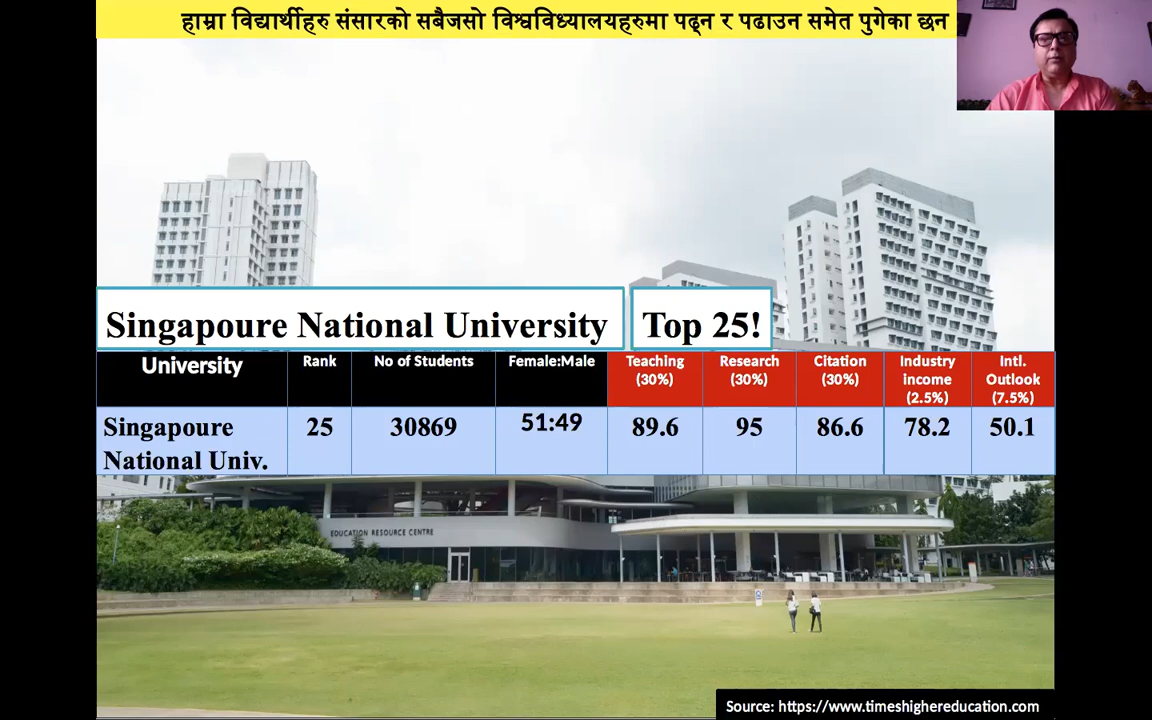 हाम्रा विद्यार्थीहरु संसारको सबैजसो विश्वविध्यालयहरुमा पढ्न र पढाउन समेत पुगेका छन
Singapoure National University Top 25!
University Rank No of Students Female:Male Teaching (30%) Research (30%) Citation (30%) Industry income (2.5%) Intl. Outlook (7.5%)
Singapoure National Univ. 25 30869 51:49 89.6 95 86.6 78.2 50.1
EDUCATION RESOURCE CENTRE
Source: https://www.timeshighereducation.com